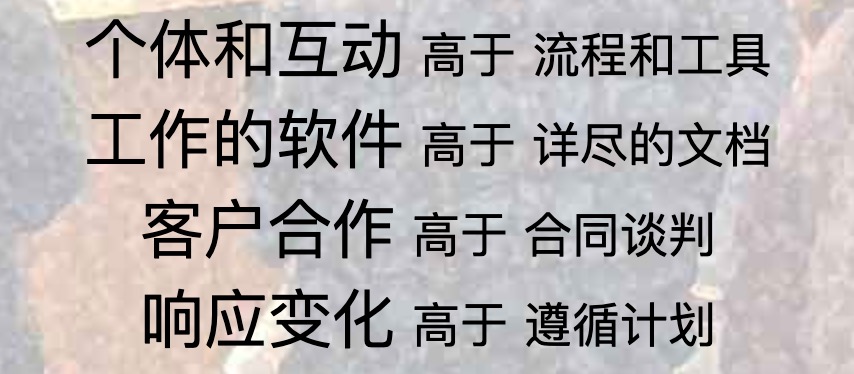 个体和互动 高于 流程和工具
工作的软件 高于 详尽的文档
客户合作 高于 合同谈判
响应变化 高于 遵循计划